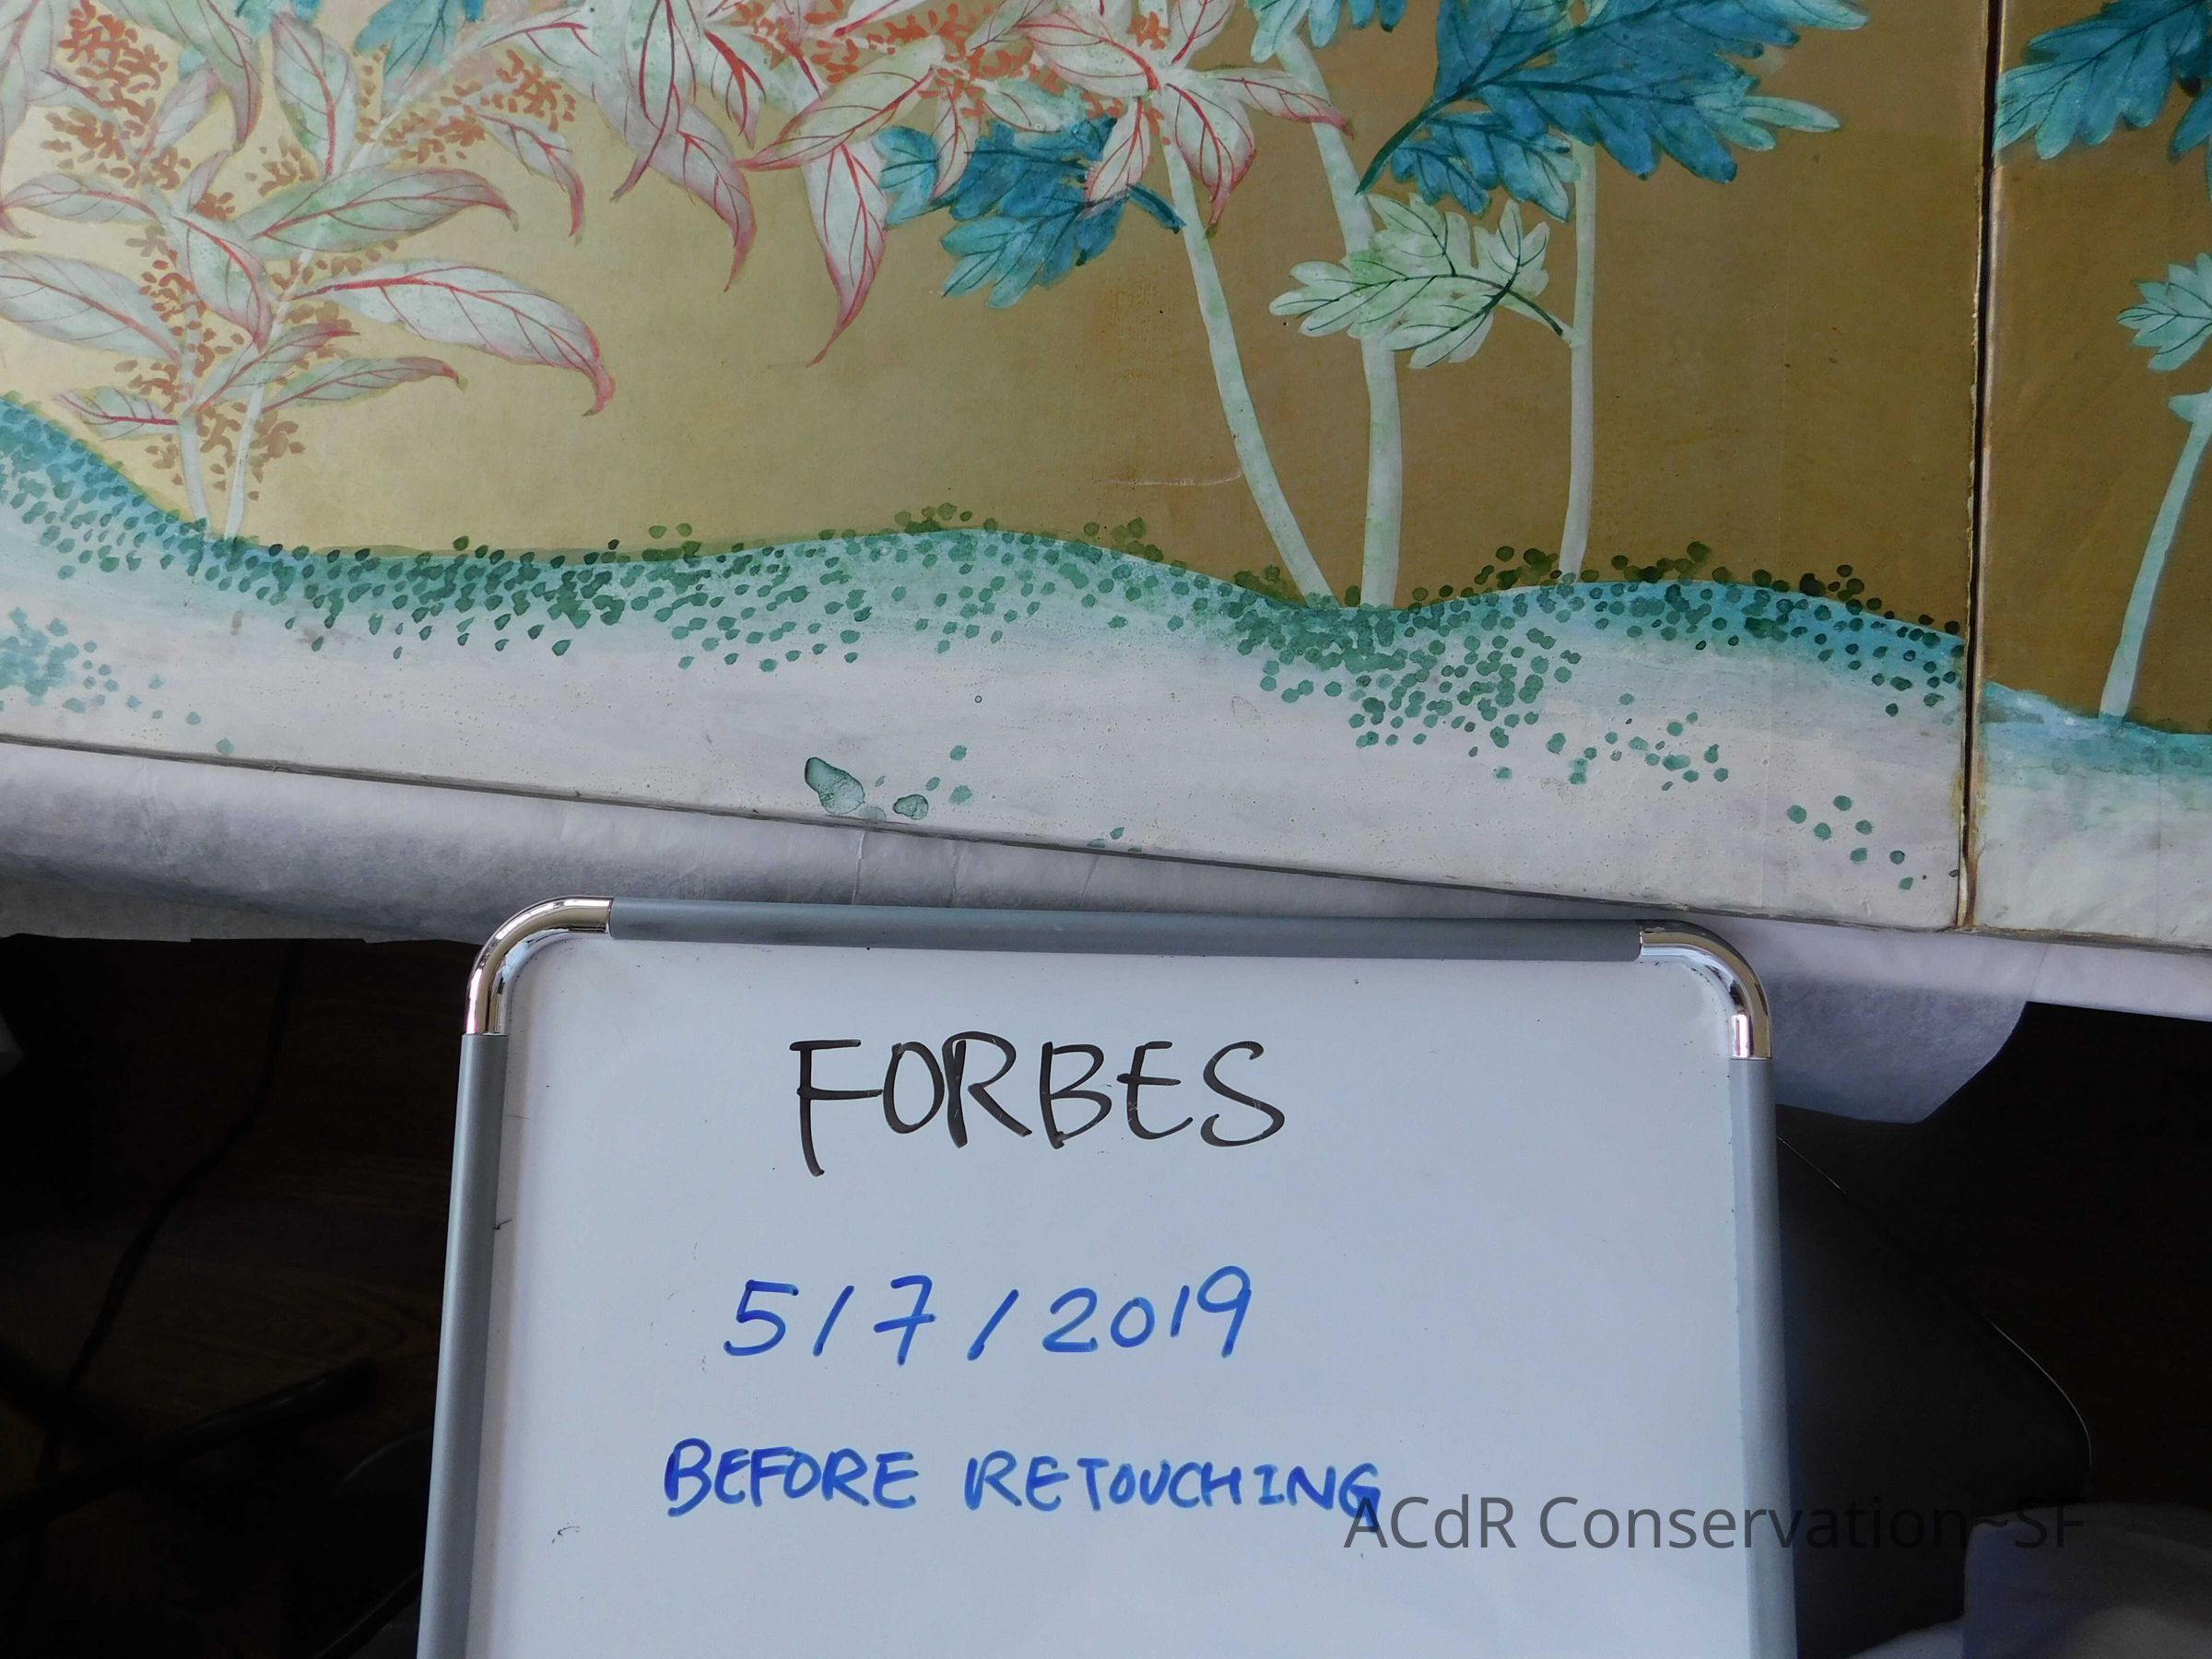 FORBES
5/7/2019
BEFORE RETOUCHING
ACdR Conservation~SF